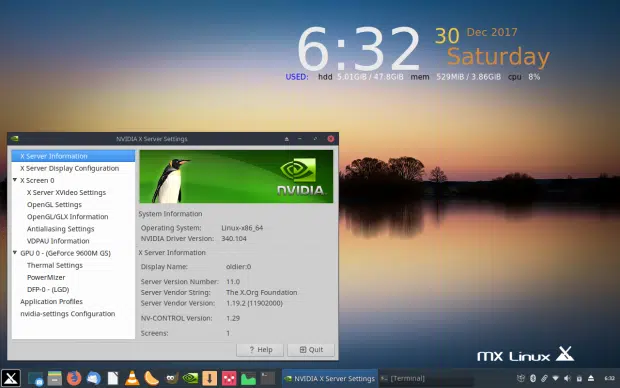 6:32
30 Dec 2017
Saturday
USED: hdd 5.01GiB / 47.8GiB mem 529MiB / 3.86GiB cpu 8%
NVIDIA X Server Settings
X Server Information
X Server Display Configuration
X Screen 0
X Server XVideo Settings
OpenGL Settings
OpenGL/GLX Information
Antialiasing Settings
VDPAU Information
GPU 0 - (GeForce 9600M GS)
Thermal Settings
PowerMizer
DFP-0 - (LGD)
Application Profiles
nvidia-settings Configuration
NVIDIA
System Information
Operating System: Linux-x86_64
NVIDIA Driver Version: 340.104
X Server Information
Display Name: oldier:0
Server Version Number: 11.0
Server Vendor String: The X.Org Foundation
Server Vendor Version: 1.19.2 (11902000)
NV-CONTROL Version: 1.29
Screens: 1
Help
Quit
MX Linux
NVIDIA X Server Settings
[Terminal]
6:32